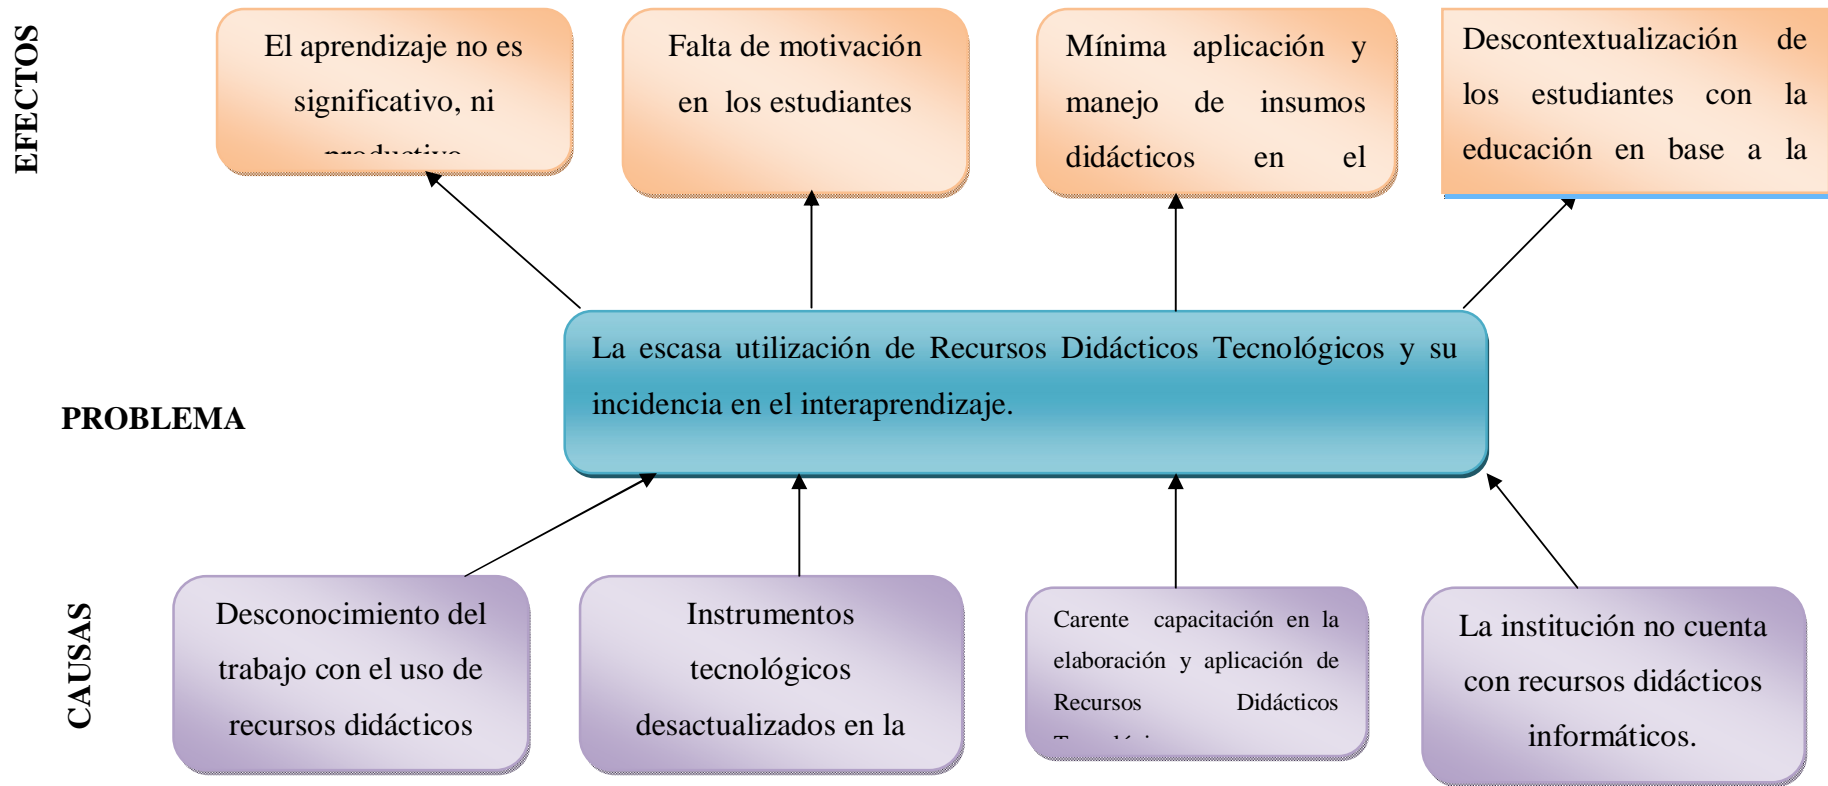 EFECTOS
El aprendizaje no es
significativo, ni
Falta de motivación
en los estudiantes
Mínima aplicación y
manejo de insumos
didácticos en el
Descontextualización de
los estudiantes con la
educación en base a la
PROBLEMA
La escasa utilización de Recursos Didácticos Tecnológicos y su
incidencia en el interaprendizaje.
CAUSAS
Desconocimiento del
trabajo con el uso de
recursos didácticos
Instrumentos
tecnológicos
desactualizados en la
Carente capacitación en la
elaboración y aplicación de
Recursos Didácticos
La institución no cuenta
con recursos didácticos
informáticos.